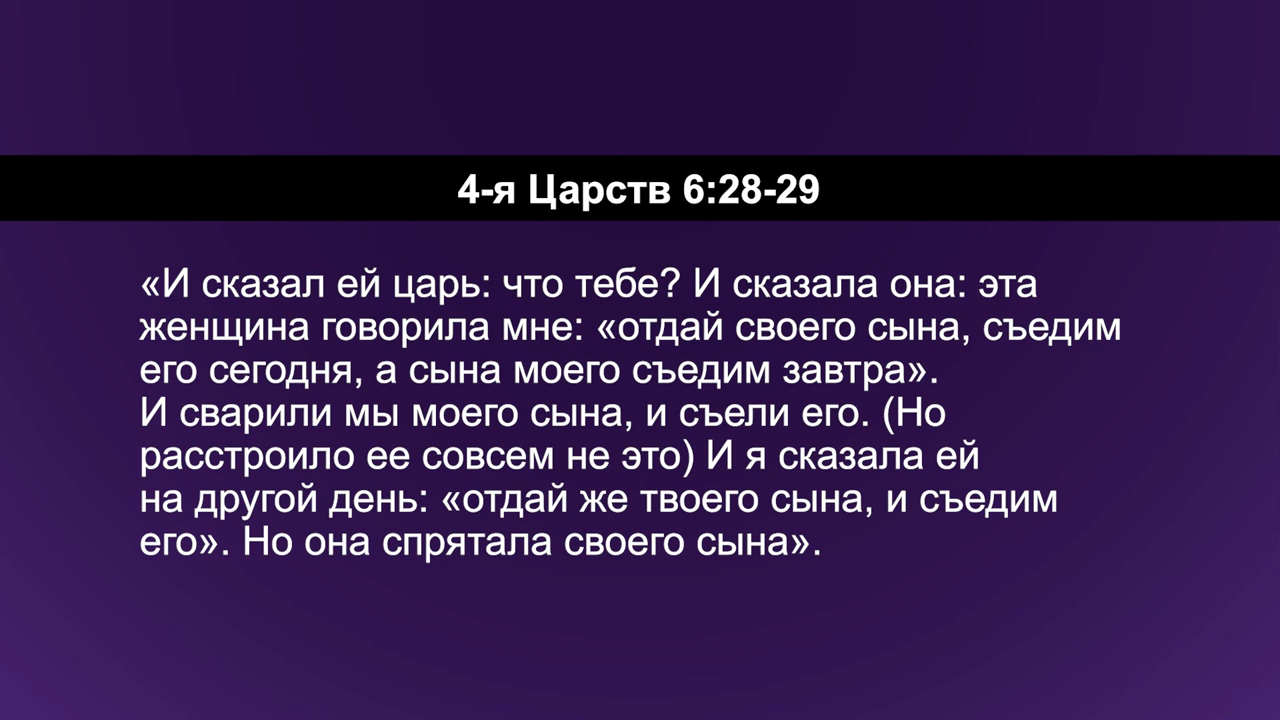 4-я Царств 6:28-29
«И сказал ей царь: что тебе? И сказала она: эта
женщина говорила мне: «отдай своего сына, съедим
его сегодня, а сына моего съедим завтра».
И сварили мы моего сына, и съели его. (Но
расстроило ее совсем не это) И я сказала ей
на другой день: «отдай же твоего сына, и съедим
его». Но она спрятала своего сына».